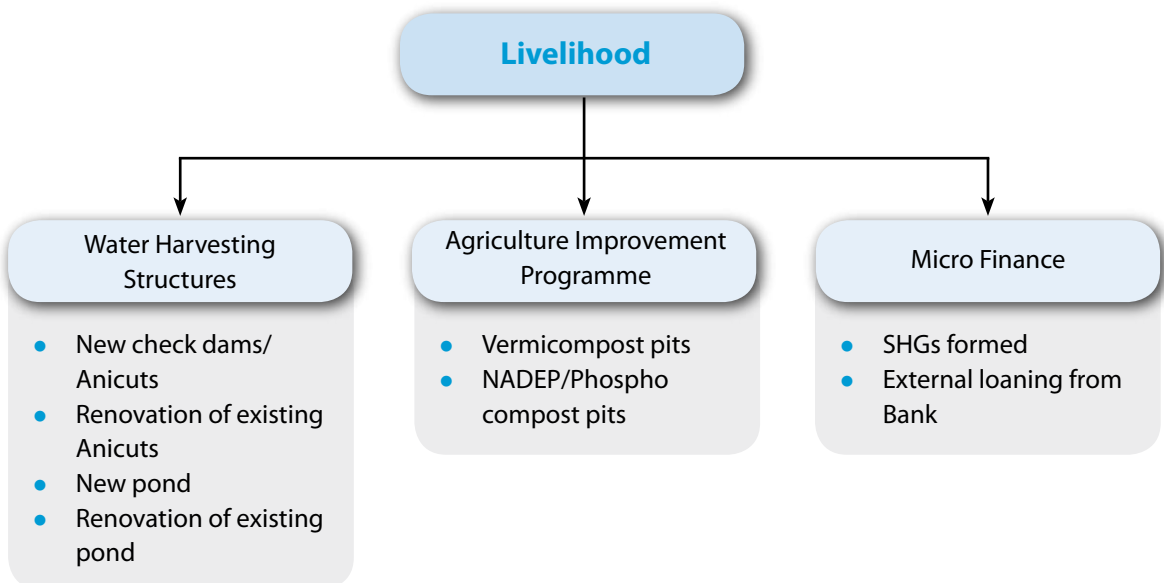 Livelihood
Water Harvesting
Structures
New check dams/
Anicuts
Renovation of existing
Anicuts
New pond
Renovation of existing
pond
Agriculture Improvement
Programme
Vermicompost pits
NADEP/Phospho
compost pits
Micro Finance
SHGs formed
External loaning from
Bank